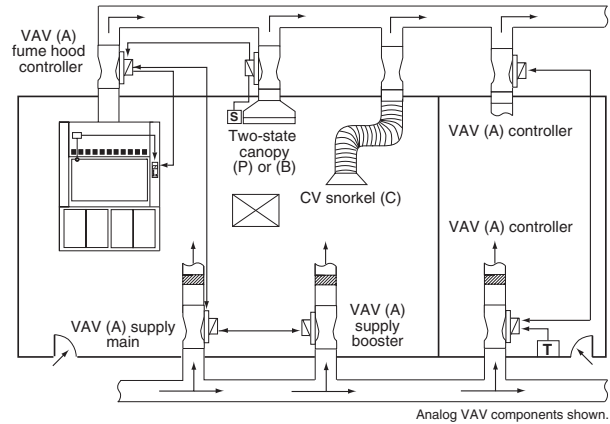 VAV (A)
fume hood
controller
S
Two-state
canopy
(P) or (B)
CV snorkel (C)
VAV (A) controller
VAV (A) controller
VAV (A) supply
main
VAV (A)
supply
booster
T
Analog VAV components shown.